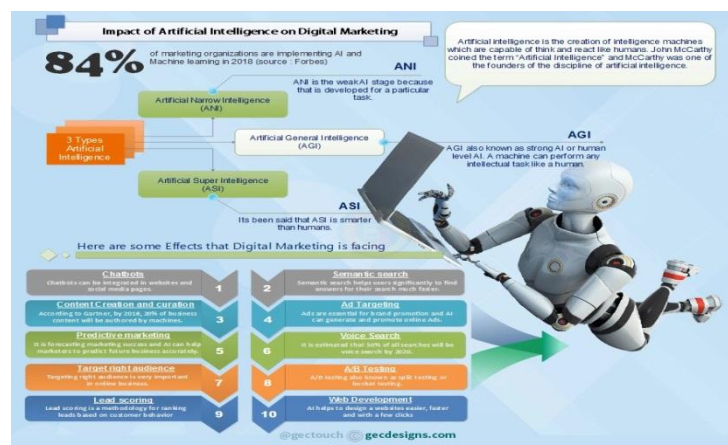 Impact of Artificial Intelligence on Digital Marketing
84%
of marketing organizations are implementing AI and
Machine learning in 2018 (source : Forbes)
Artificial intelligence is the creation of intelligence machines
which are capable of think and react like humans. John McCarthy
coined the term "Artificial Intelligence" and McCarthy was one of
the founders of the discipline of artificial intelligence.
ANI
ANI is the weak AI stage because
that is developed for a particular
task.
Artificial Narrow Intelligence
(ANI)
3 Types
Artificial
Intelligence
Artificial General Intelligence
(AGI)
AGI
AGI also known as strong AI or human
level AI. A machine can perform any
intellectual task like a human.
Artificial Super Intelligence
(ASI)
ASI
Its been said that ASI is smarter
than humans.
Here are some Effects that Digital Marketing is facing
Chatbots
Chatbots can be integrated in websites and
social media pages.
1
2
Semantic search
Semantic search helps users significantly to find
answers for their search much faster.
Content Creation and curation
According to Gartner, by 2018, 20% of business
content will be authored by machines.
3
4
Ad Targeting
Ads are essential for brand promotion and AI
can generate and promote online Ads.
Predictive marketing
It is forecasting marketing success and AI can help
marketers to predict future business accurately.
5
6
Voice Search
It is estimated that 50% of all searches will be
voice search by 2020.
Target right audience
Targeting right audience is very important
in online business.
7
8
A/B Testing
A/B testing also known as split testing or
bucket testing.
Lead scoring
Lead scoring is a methodology for ranking
leads based on customer behavior
9
10
Web Development
AI helps to design a websites easier, faster
and with a few clicks
@gectouch © gecdesigns.com